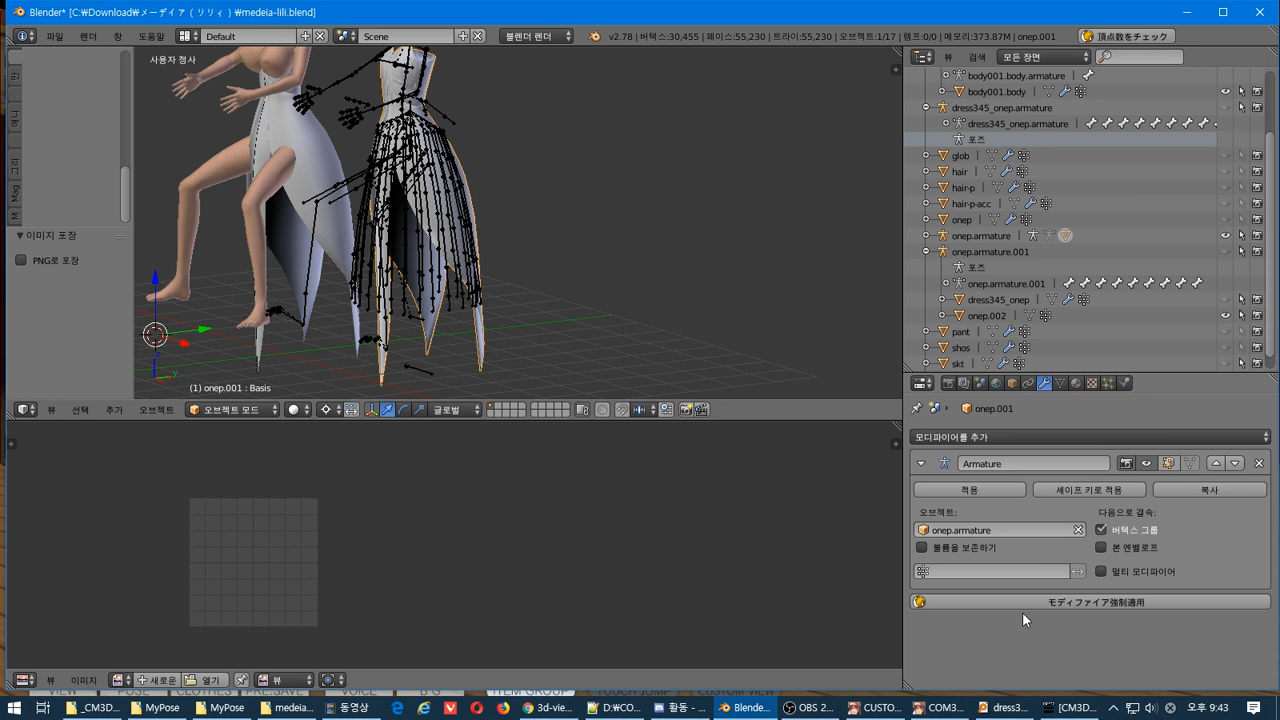 Blender* [C:₩Download₩メーデイア ( リリィ )₩medeia-lili.blend]
파일 렌더 창 도움말 Default Scene 블렌더 렌더 v2.78 | 버텍스:30,455 | 페이스:55,230 | 트라이:55,230 | 오브젝트:1/17 | 램프:0/0 | 메모리:373.87M | onep.001 頂点数をチェック
사용자 정사
뷰 검색 모든 장면
body001.body.armature
body001.body
dress345_onep.armature
dress345_onep.armature
포즈
glob
hair
hair-p
hair-p-acc
onep
onep.armature
onep.armature.001
포즈
onep.armature.001
dress345_onep
onep.002
pant
shos
skt
그리
Mag
M
이미지 포장
PNG로 포장
(1) onep.001 : Basis
뷰 선택 추가 오브젝트 오브젝트 모드 글로벌
onep.001
모디파이어를 추가
Armature
적용 셰이프 키로 적용 복사
오브젝트: 다음으로 결속:
onep.armature 버텍스 그룹
볼륨을 보존하기 본 엔벨로프
멀티 모디파이어
モディファイア強制適用
뷰 이미지 새로운 열기 뷰
VIEW POSE CLOTHES PRE.SAVE VOICE B G ITEM GROUP TOUCH JUMP CUSTOM VIEW
_CM3D... MyPose MyPose medeia... 동영상 3d-vie... D:₩CO... 활동 - ... Blende... OBS 2... CUSTO... COM3... dress3... [CM3D... 오후 9:43